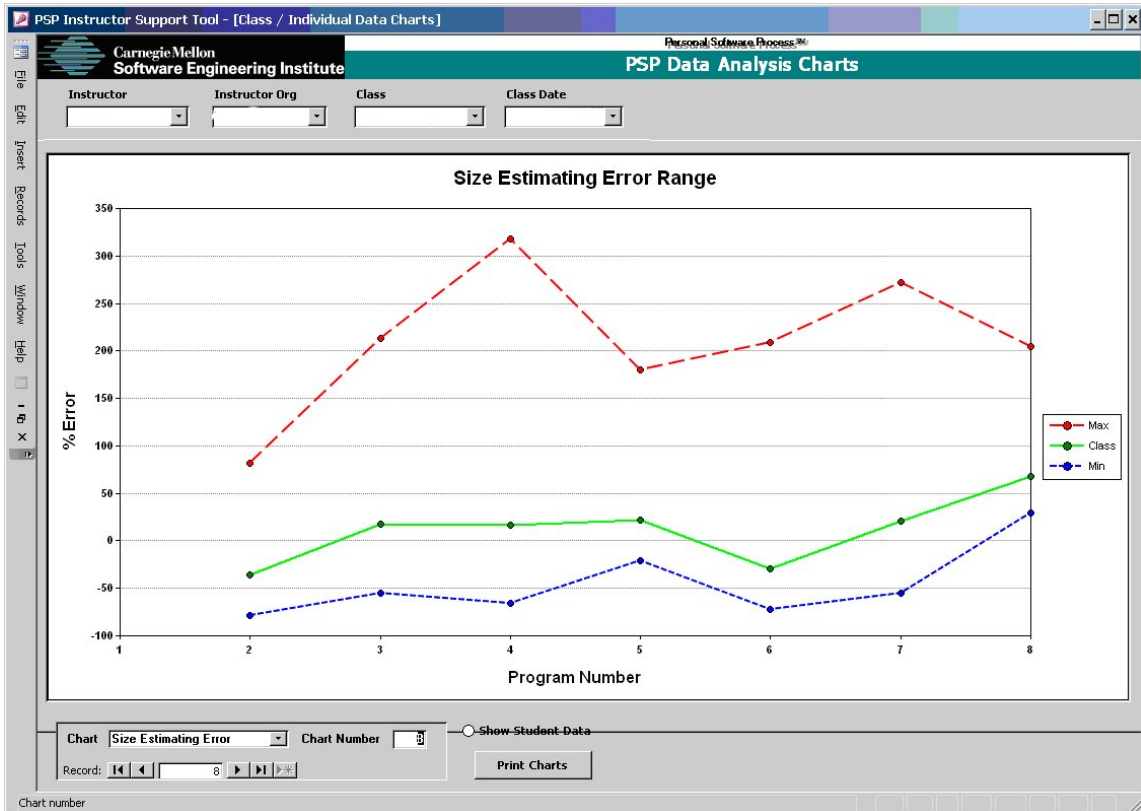 PSP Instructor Support Tool - [Class / Individual Data Charts]
File
Edit
Insert
Records
Tools
Window
Help
Carnegie Mellon
Software Engineering Institute
Personal Software Process℠
PSP Data Analysis Charts
Instructor Instructor Org Class Class Date
Size Estimating Error Range
350
300
250
200
150
100
50
0
-50
-100
% Error
1 2 3 4 5 6 7 8
Program Number
Max
Class
Min
Chart Size Estimating Error Chart Number
Show Student Data
Record: 8
Print Charts
Chart number